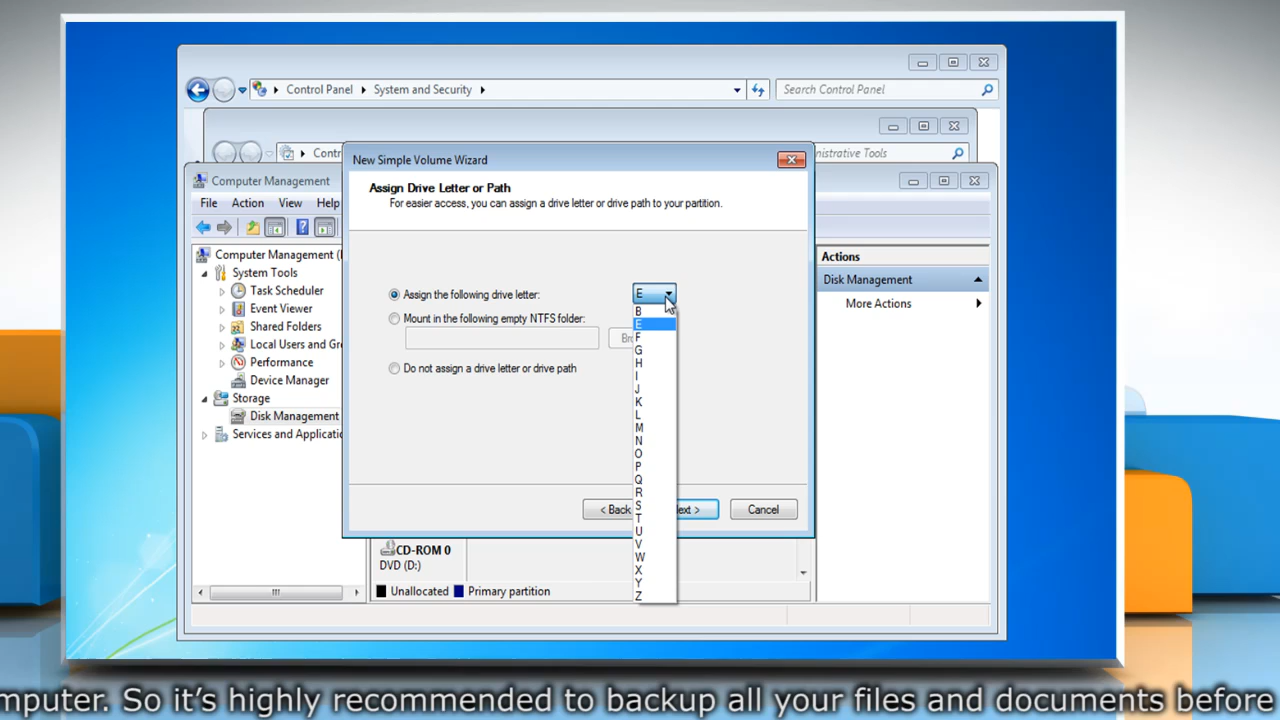 Control Panel
System and Security
Search Control Panel
Contr
inistrative Tools
New Simple Volume Wizard
Computer Management
Assign Drive Letter or Path
For easier access, you can assign a drive letter or drive path to your partition.
File Action View Help
Computer Management (
System Tools
Task Scheduler
Event Viewer
Shared Folders
Local Users and Gr
Performance
Device Manager
Storage
Disk Management
Services and Applicati
Assign the following drive letter:
E
Mount in the following empty NTFS folder:
Bro
Do not assign a drive letter or drive path
B
E
F
G
H
I
J
K
L
M
N
O
P
Q
R
S
T
U
V
W
X
Y
Z
< Back
ext >
Cancel
Actions
Disk Management
More Actions
CD-ROM 0
DVD (D:)
Unallocated
Primary partition
mputer. So it’s highly recommended to backup all your files and documents before